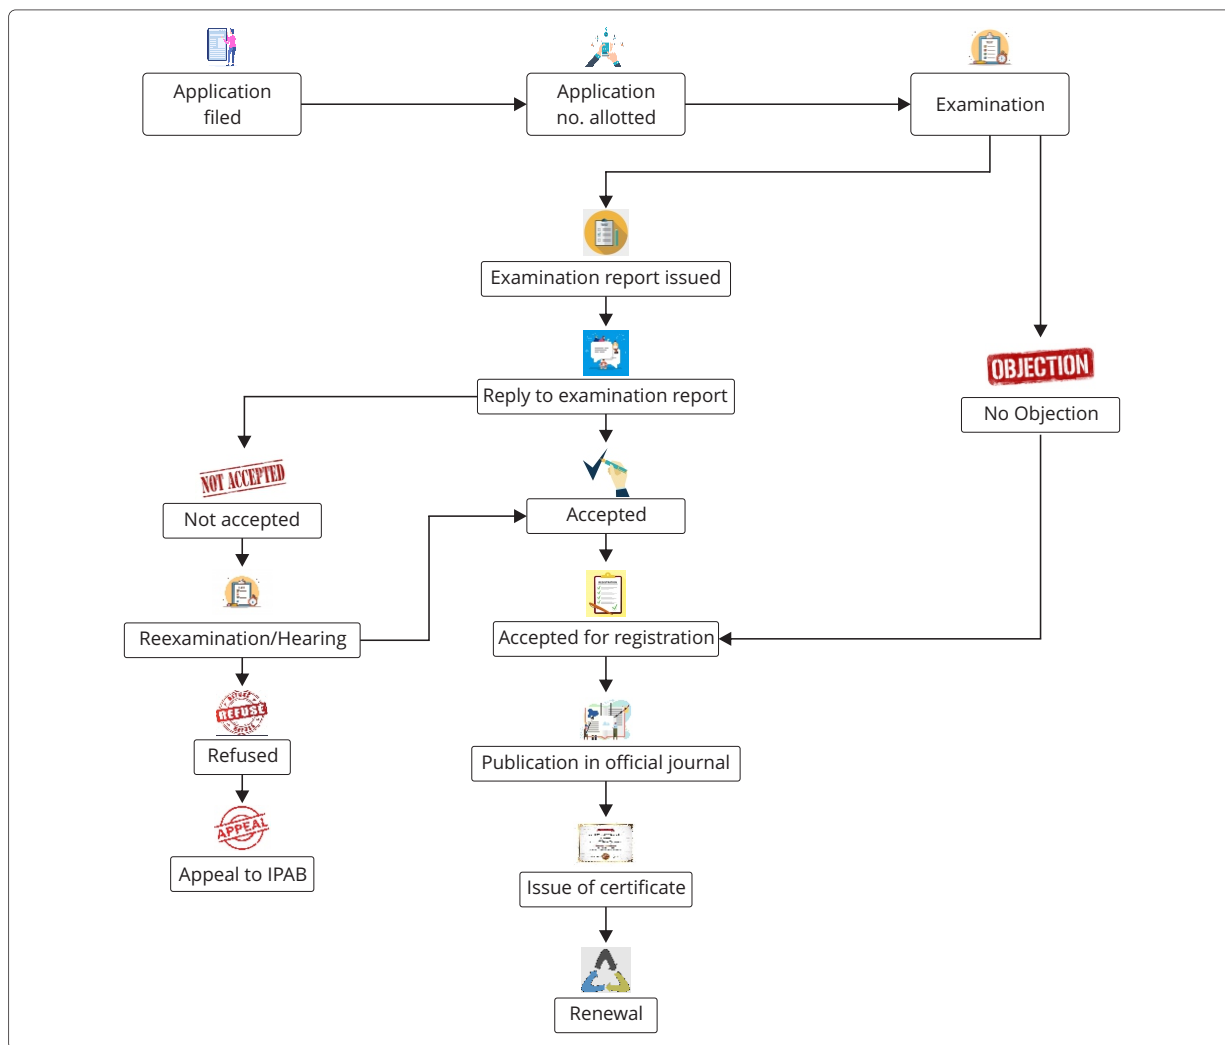 Application
filed
Application
no. allotted
Examination
Examination report issued
Reply to examination report
OBJECTION
No Objection
NOT ACCEPTED
Not accepted
Accepted
Reexamination/Hearing
Accepted for registration
REFUSE
REFUSE
REFUSE
Refused
Publication in official journal
APPEAL
Appeal to IPAB
Issue of certificate
Renewal